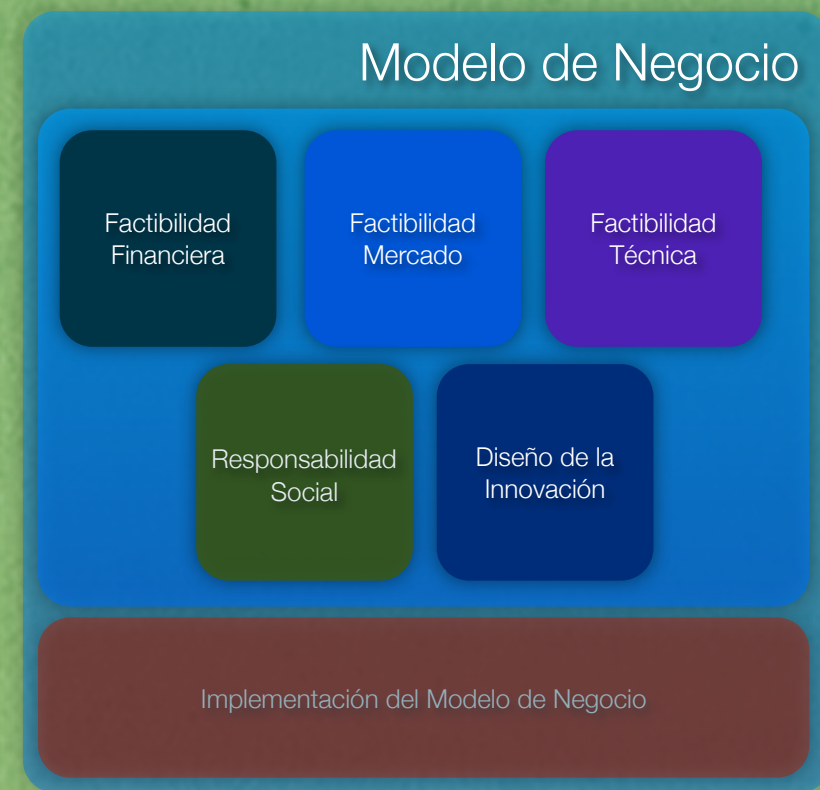 Modelo de Negocio
Factibilidad
Financiera
Factibilidad
Mercado
Factibilidad
Técnica
Responsabilidad
Social
Diseño de la
Innovación
Implementación del Modelo de Negocio